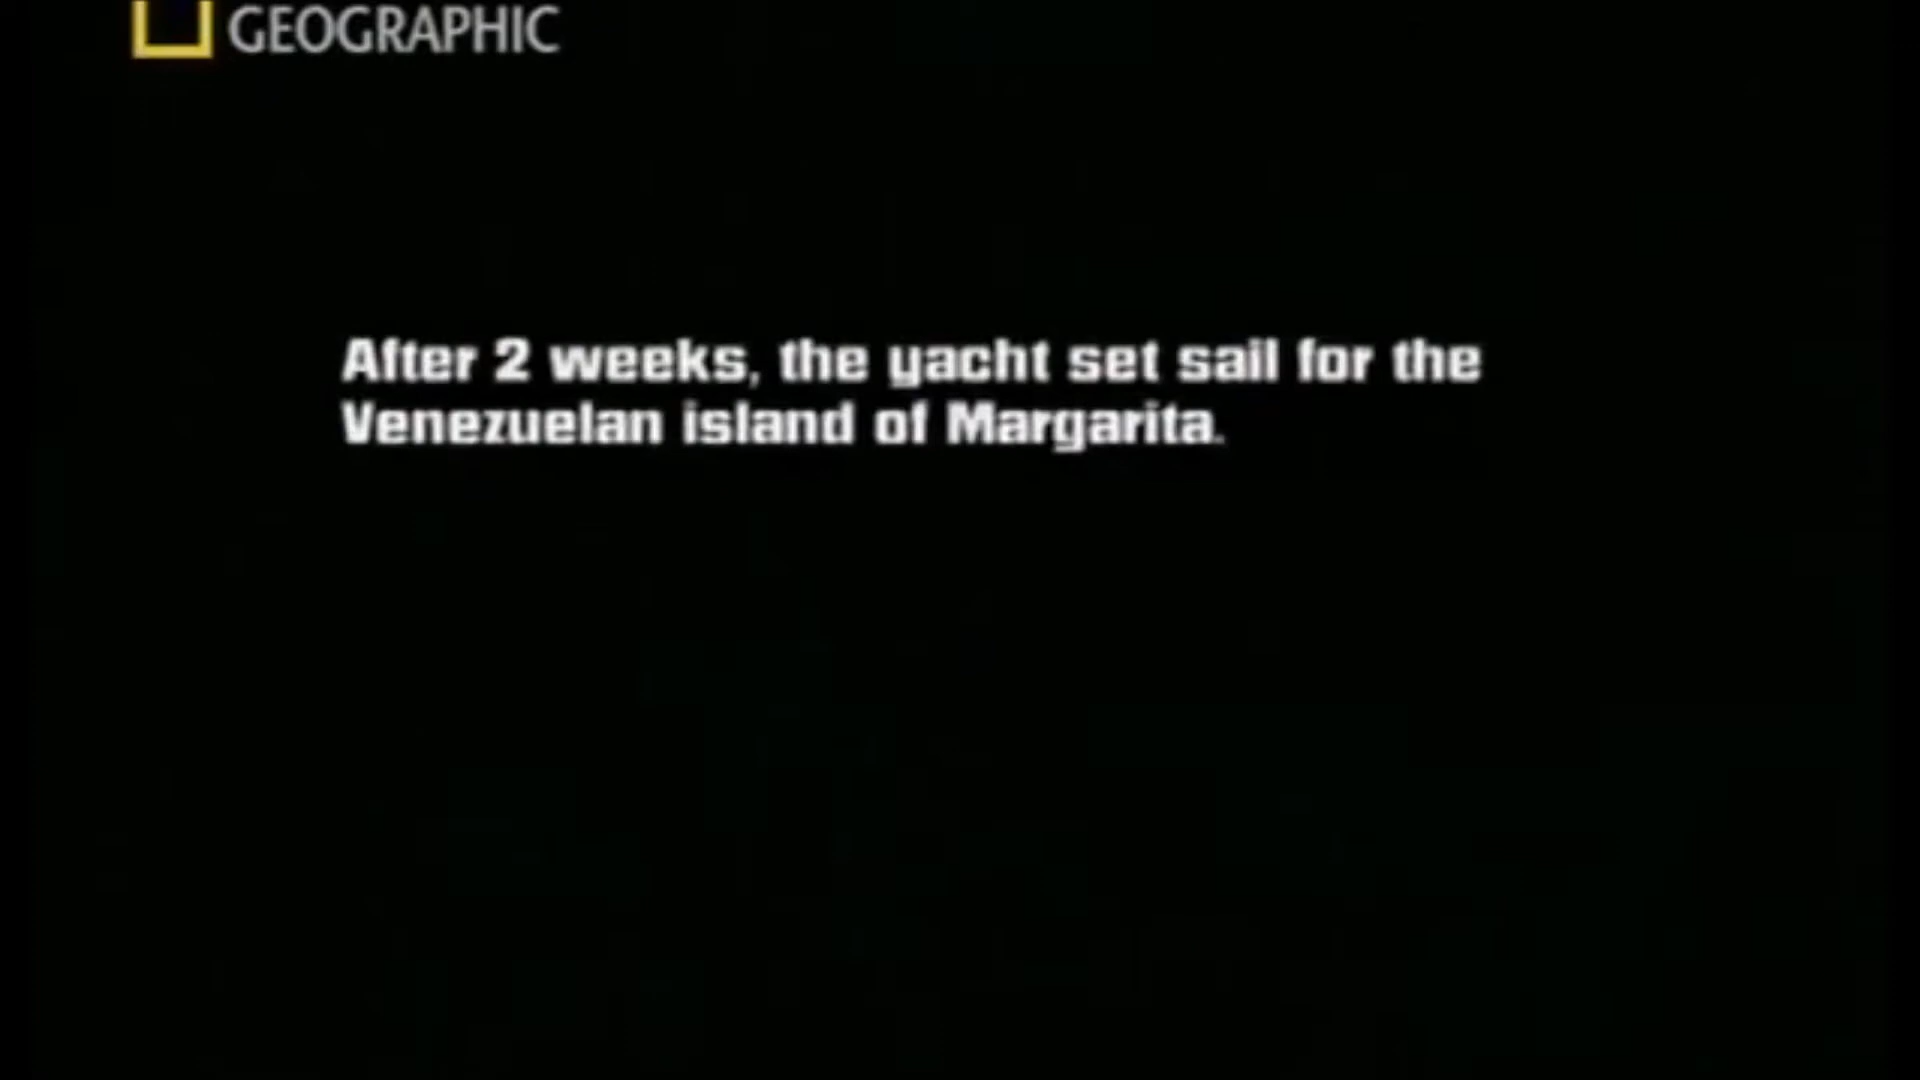 GEOGRAPHIC
After 2 weeks, the yacht set sail for the
Venezuelan island of Margarita.